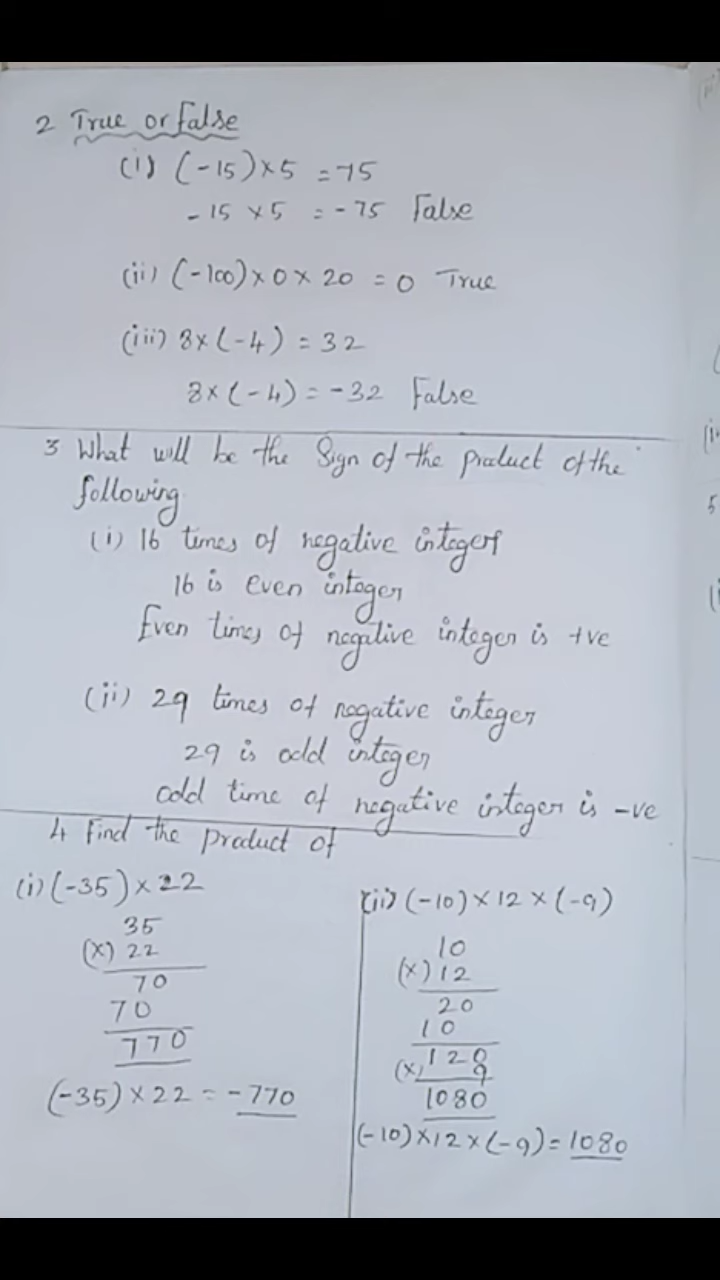 2 True or false
(i) (-15)×5 = 75
-15 ×5 = -75 False
(ii) (-100)×0× 20 = 0 True
(iii) 8×(-4) = 32
8×(-4) = -32 False
3 What will be the Sign of the product of the
following
(i) 16 times of negative integers
16 is even integer
Even times of negative integer is +ve
(ii) 29 times of negative integer
29 is odd integer
odd time of negative integer is -ve
4 Find the product of
(i) (-35)×22
35
(×) 22
70
70
770
(-35)×22 = -770
(ii) (-10)×12×(-9)
10
(×) 12
20
10
120
(×) 9
1080
(-10)×12×(-9) = 1080